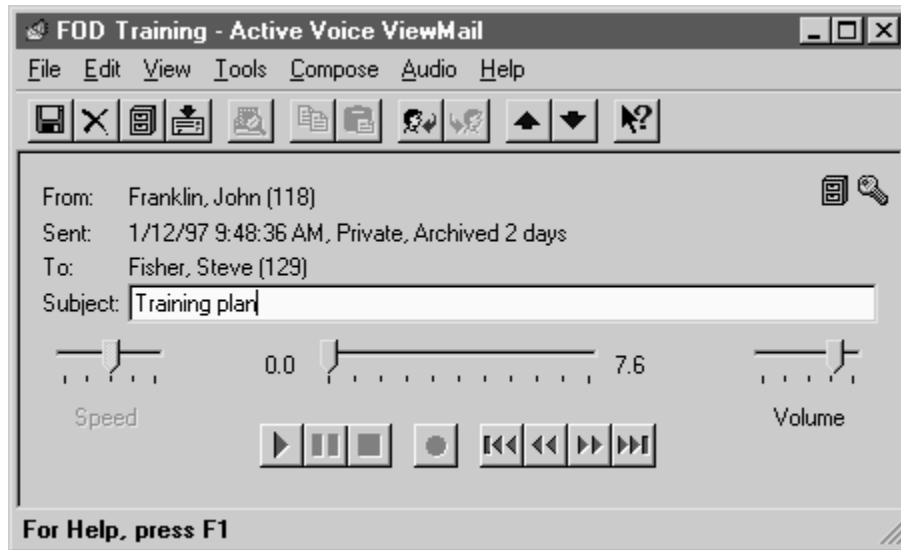 FOD Training - Active Voice ViewMail
File Edit View Tools Compose Audio Help
From: Franklin, John (118)
Sent: 1/12/97 9:48:36 AM, Private, Archived 2 days
To: Fisher, Steve (129)
Subject: Training plan
0.0 7.6
Speed Volume
For Help, press F1